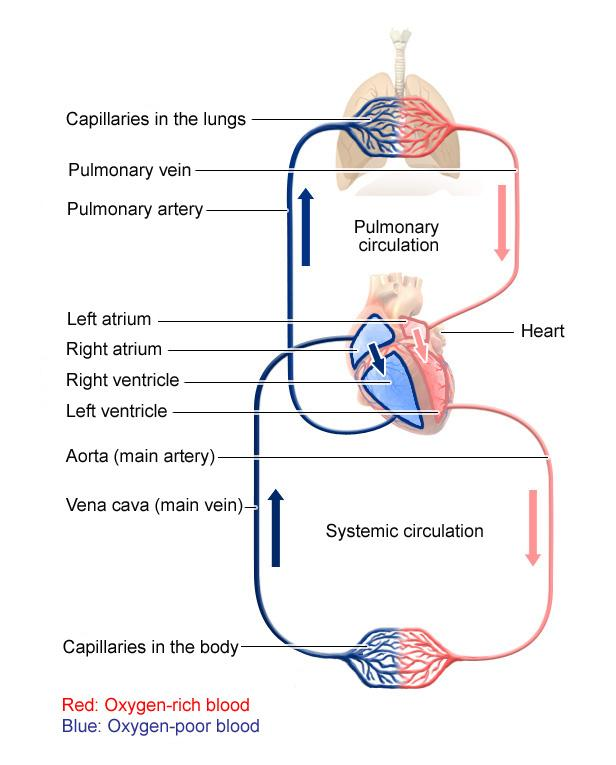 Capillaries in the lungs
Pulmonary vein
Pulmonary artery
Pulmonary
circulation
Left atrium
Heart
Right atrium
Right ventricle
Left ventricle
Aorta (main artery)
Vena cava (main vein)
Systemic circulation
Capillaries in the body
Red: Oxygen-rich blood
Blue: Oxygen-poor blood